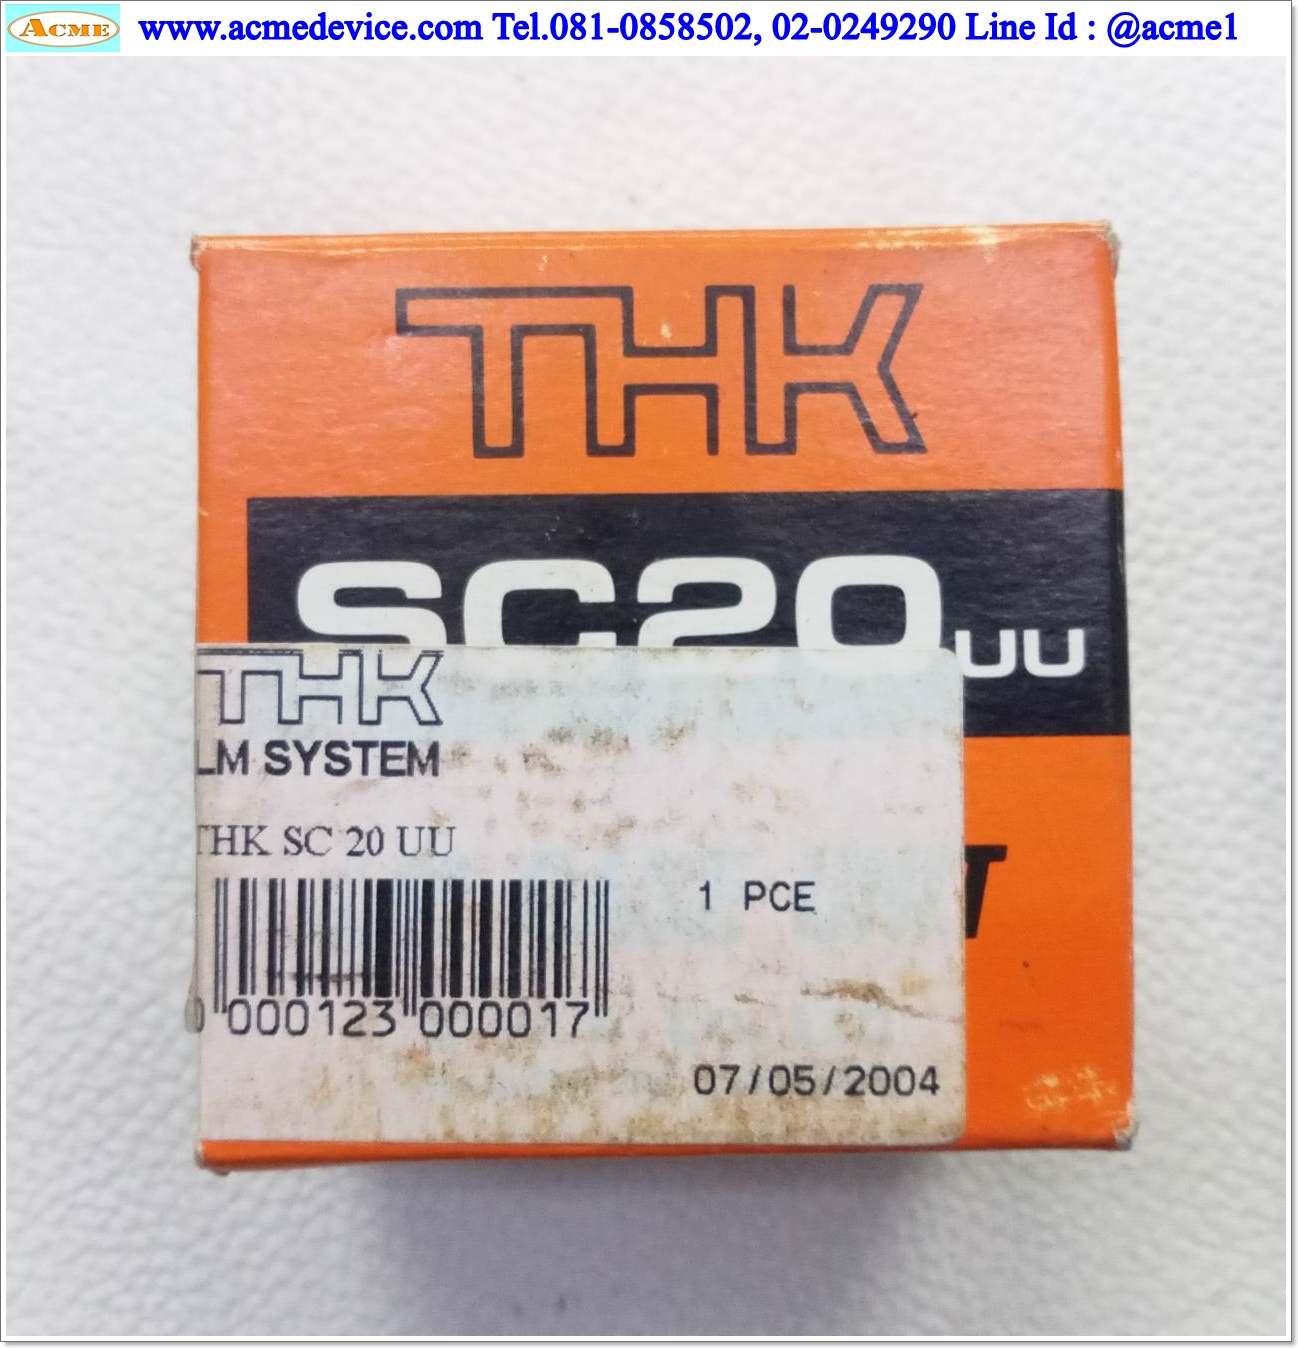 ACME www.acmedevice.com Tel.081-0858502, 02-0249290 Line Id : @acme1
THK
SC20UU
THK
LM SYSTEM
THK SC 20 UU
1 PCE
0 000123 000017
07/05/2004